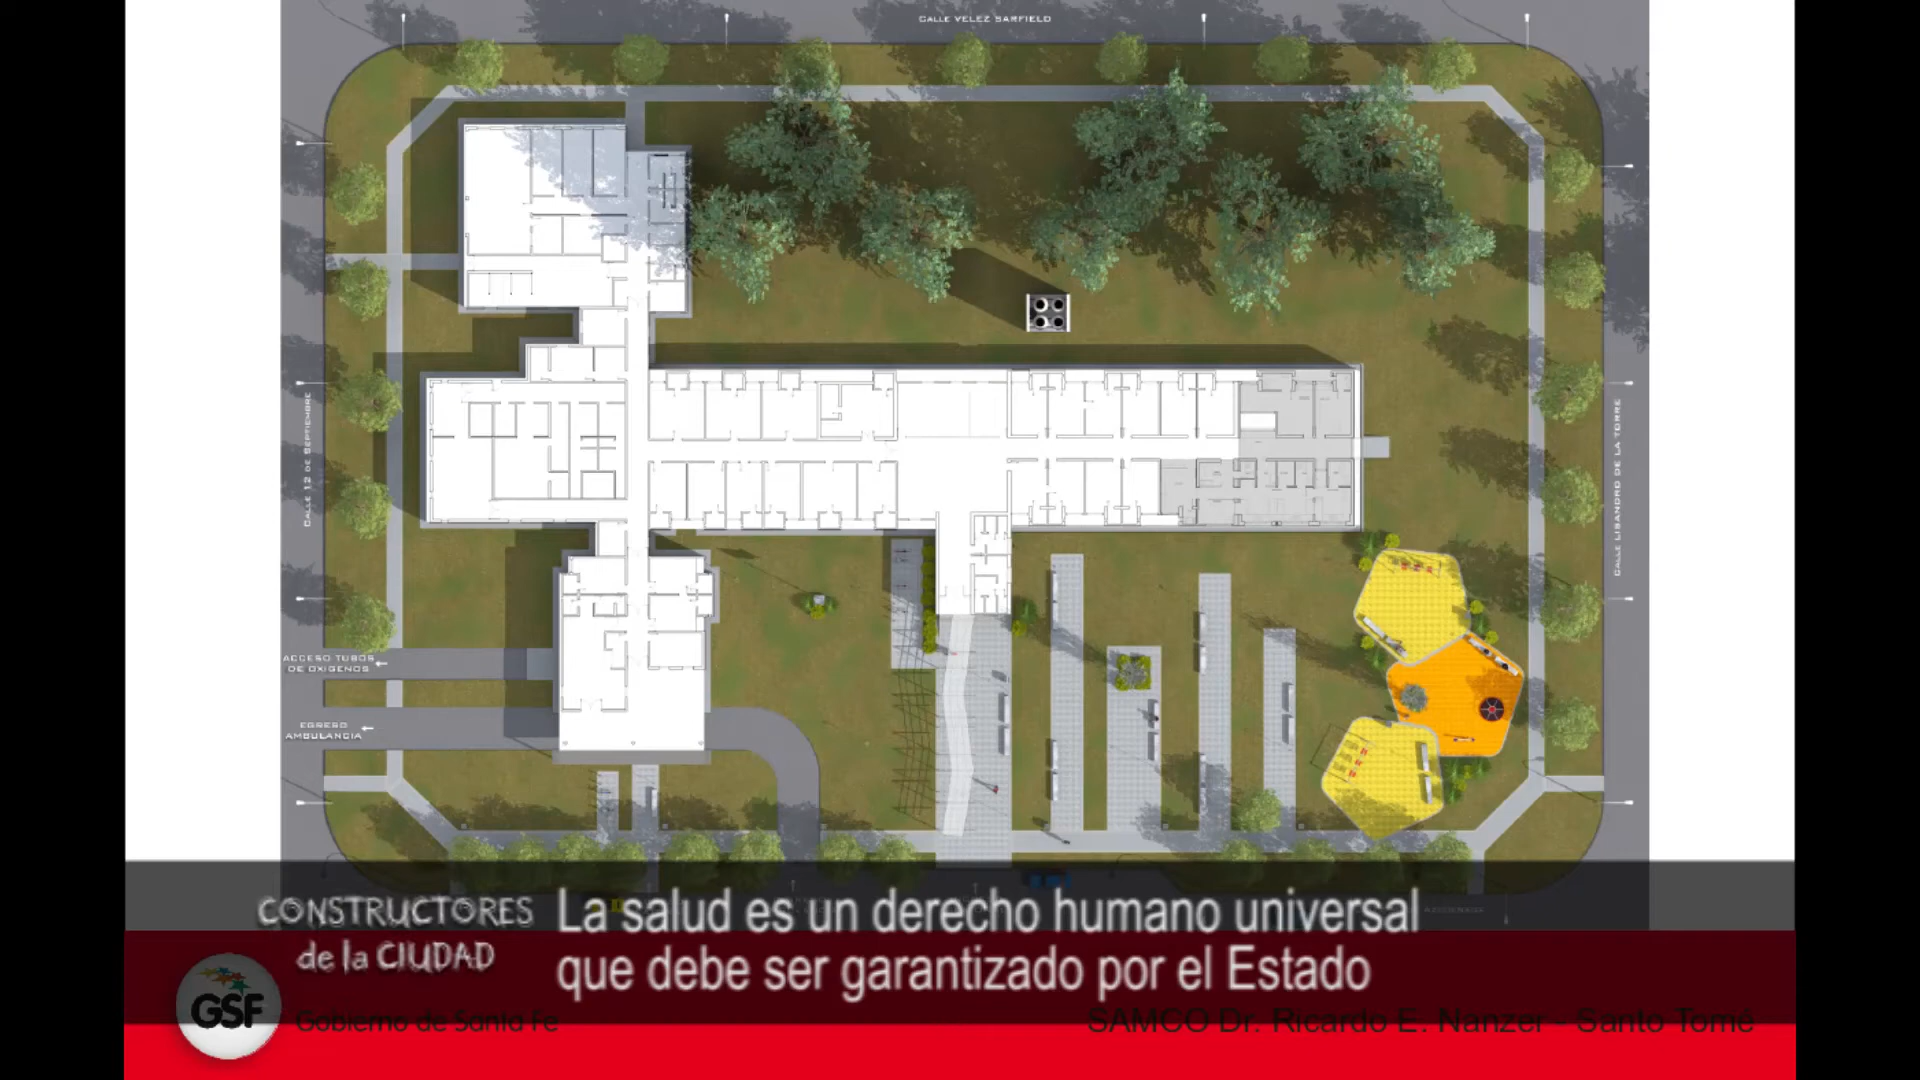 CALLE VELEZ SARFIELD
CALLE 12 DE SEPTIEMBRE
CALLE LISANDRO DE LA TORRE
ACCESO TUBOS
DE OXIGENOS
EGRESO
AMBULANCIA
CONSTRUCTORES
de la CIUDAD
La salud es un derecho humano universal
que debe ser garantizado por el Estado
GSF
Gobierno de Santa Fe
SAMCO Dr. Ricardo E. Nanzer - Santo Tomé